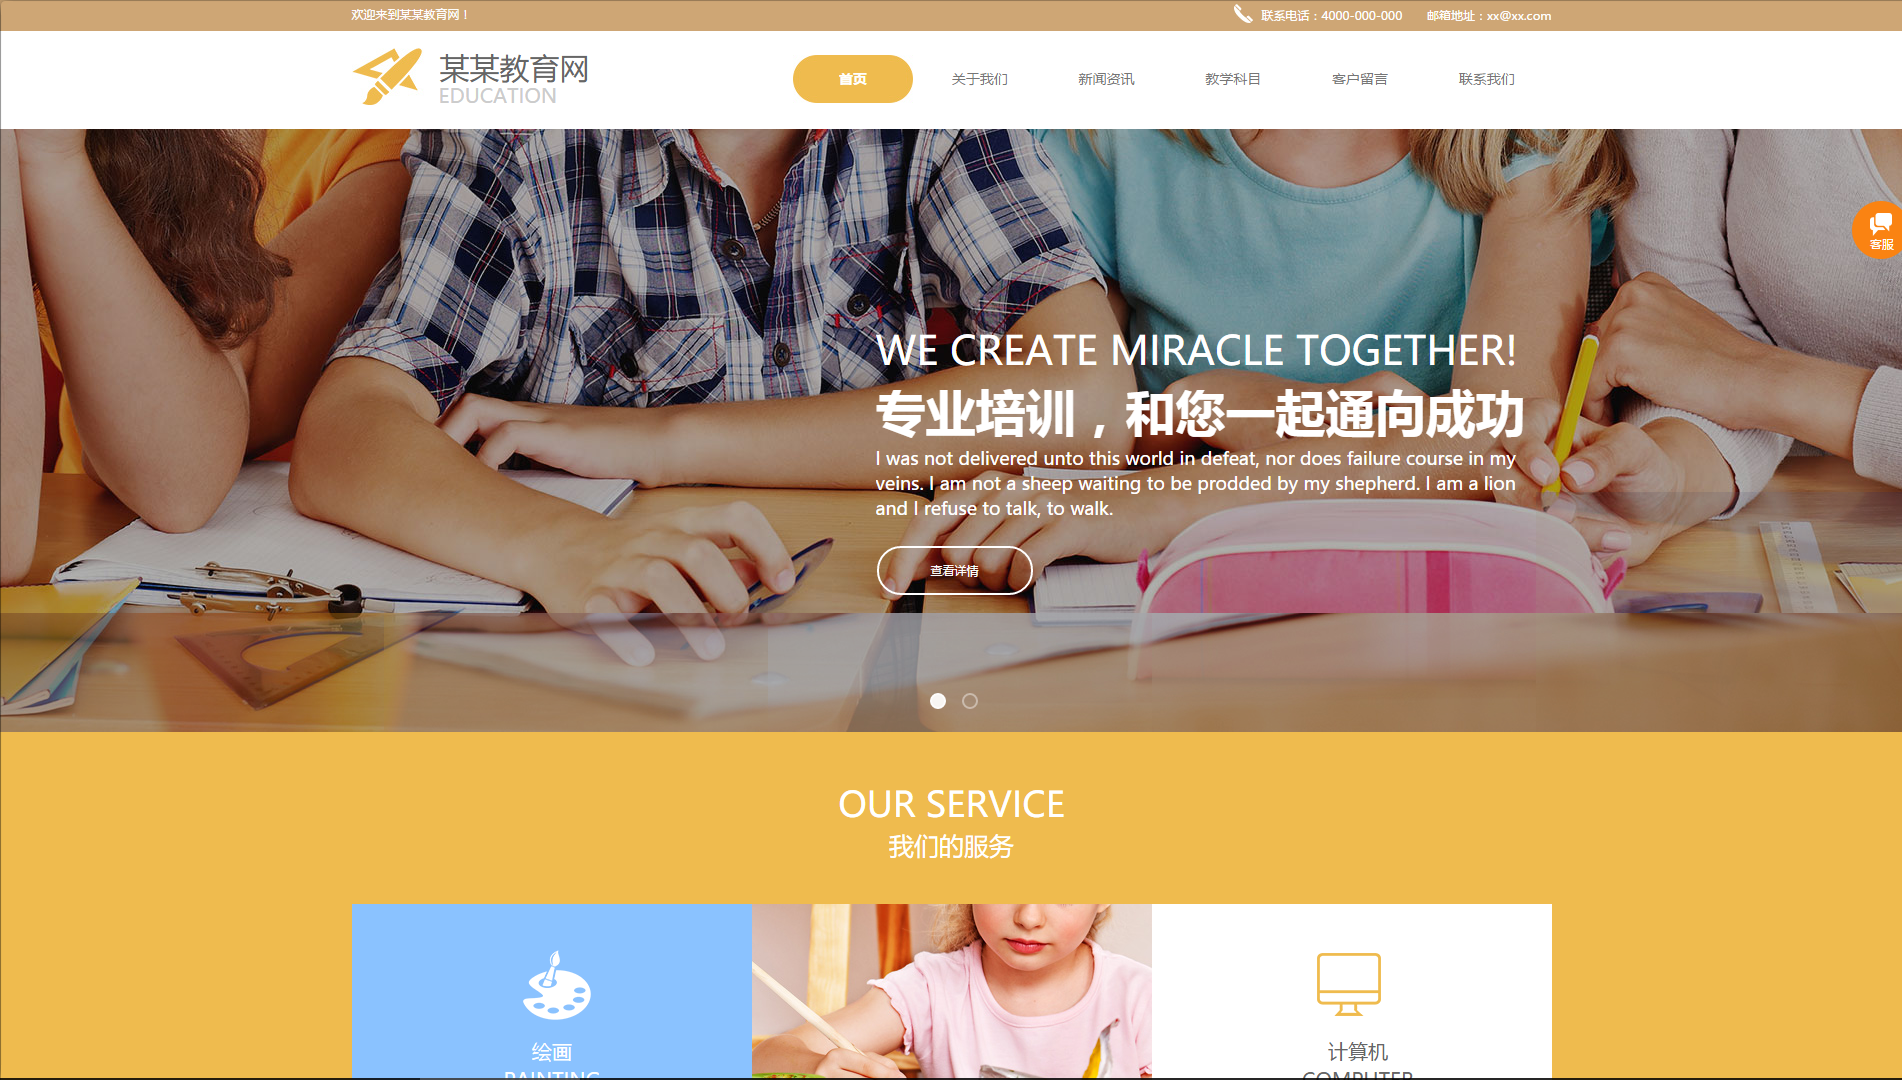 欢迎来到某某教育网！
联系电话：4000-000-000 邮箱地址：xx@xx.com
某某教育网
EDUCATION
首页 关于我们 新闻资讯 教学科目 客户留言 联系我们
客服
WE CREATE MIRACLE TOGETHER!
专业培训，和您一起通向成功
I was not delivered unto this world in defeat, nor does failure course in my
veins. I am not a sheep waiting to be prodded by my shepherd. I am a lion
and I refuse to talk, to walk.
查看详情
OUR SERVICE
我们的服务
绘画
PAINTING
计算机
COMPUTER